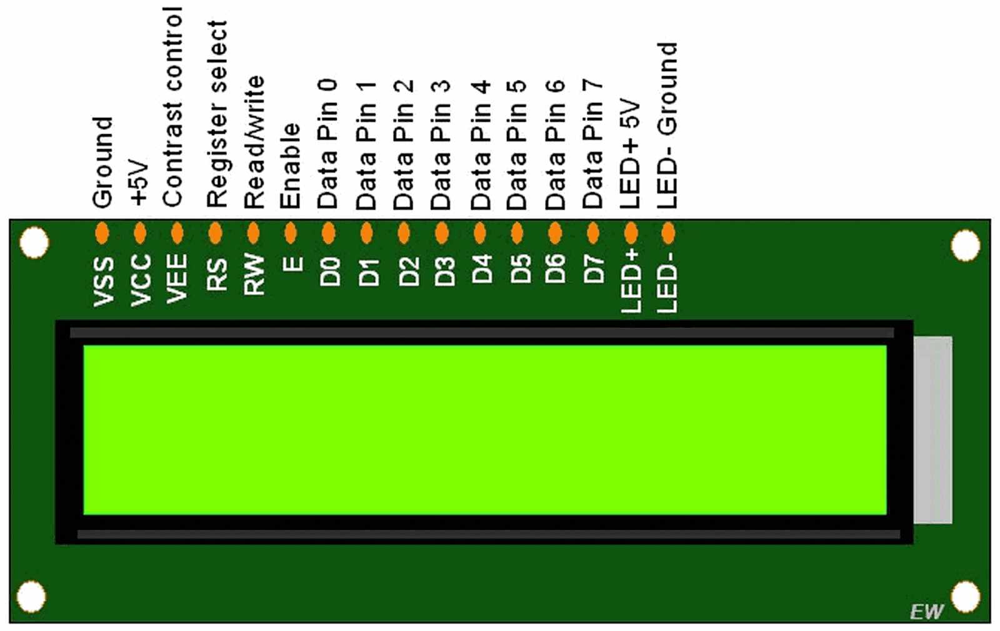 Ground
+5V
Contrast control
Register select
Read/write
Enable
Data Pin 0
Data Pin 1
Data Pin 2
Data Pin 3
Data Pin 4
Data Pin 5
Data Pin 6
Data Pin 7
LED+ 5V
LED- Ground
VSS
VCC
VEE
RS
RW
E
D0
D1
D2
D3
D4
D5
D6
D7
LED+
LED-
EW